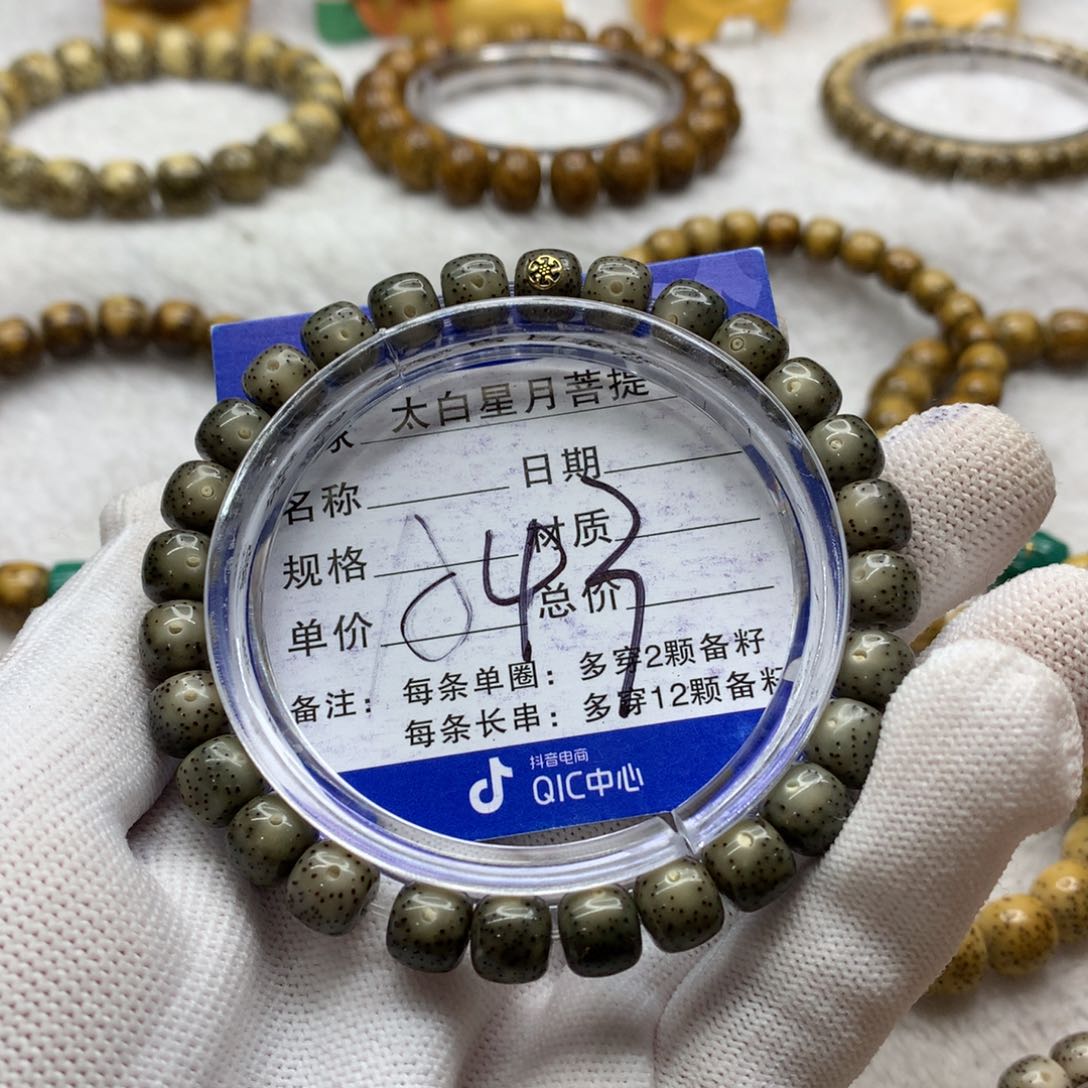 太白星月菩提
名称 日期
规格 材质
单价 总价
243
备注： 每条单圈：多穿2颗备籽
每条长串：多穿12颗备籽
抖音电商
QIC中心